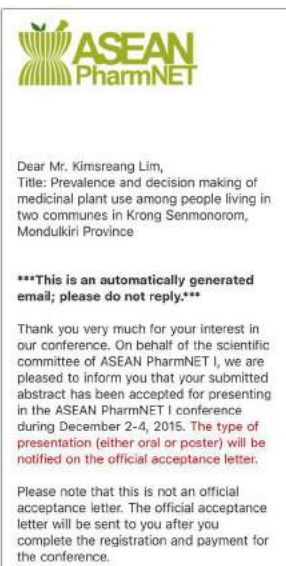 ASEAN
PharmNET
Dear Mr. Kimsreang Lim,
Title: Prevalence and decision making of
medicinal plant use among people living in
two communes in Krong Senmonorom,
Mondulkiri Province
***This is an automatically generated
email; please do not reply.***
Thank you very much for your interest in
our conference. On behalf of the scientific
committee of ASEAN PharmNET I, we are
pleased to inform you that your submitted
abstract has been accepted for presenting
in the ASEAN PharmNET I conference
during December 2-4, 2015. The type of
presentation (either oral or poster) will be
notified on the official acceptance letter.
Please note that this is not an official
acceptance letter. The official acceptance
letter will be sent to you after you
complete the registration and payment for
the conference.